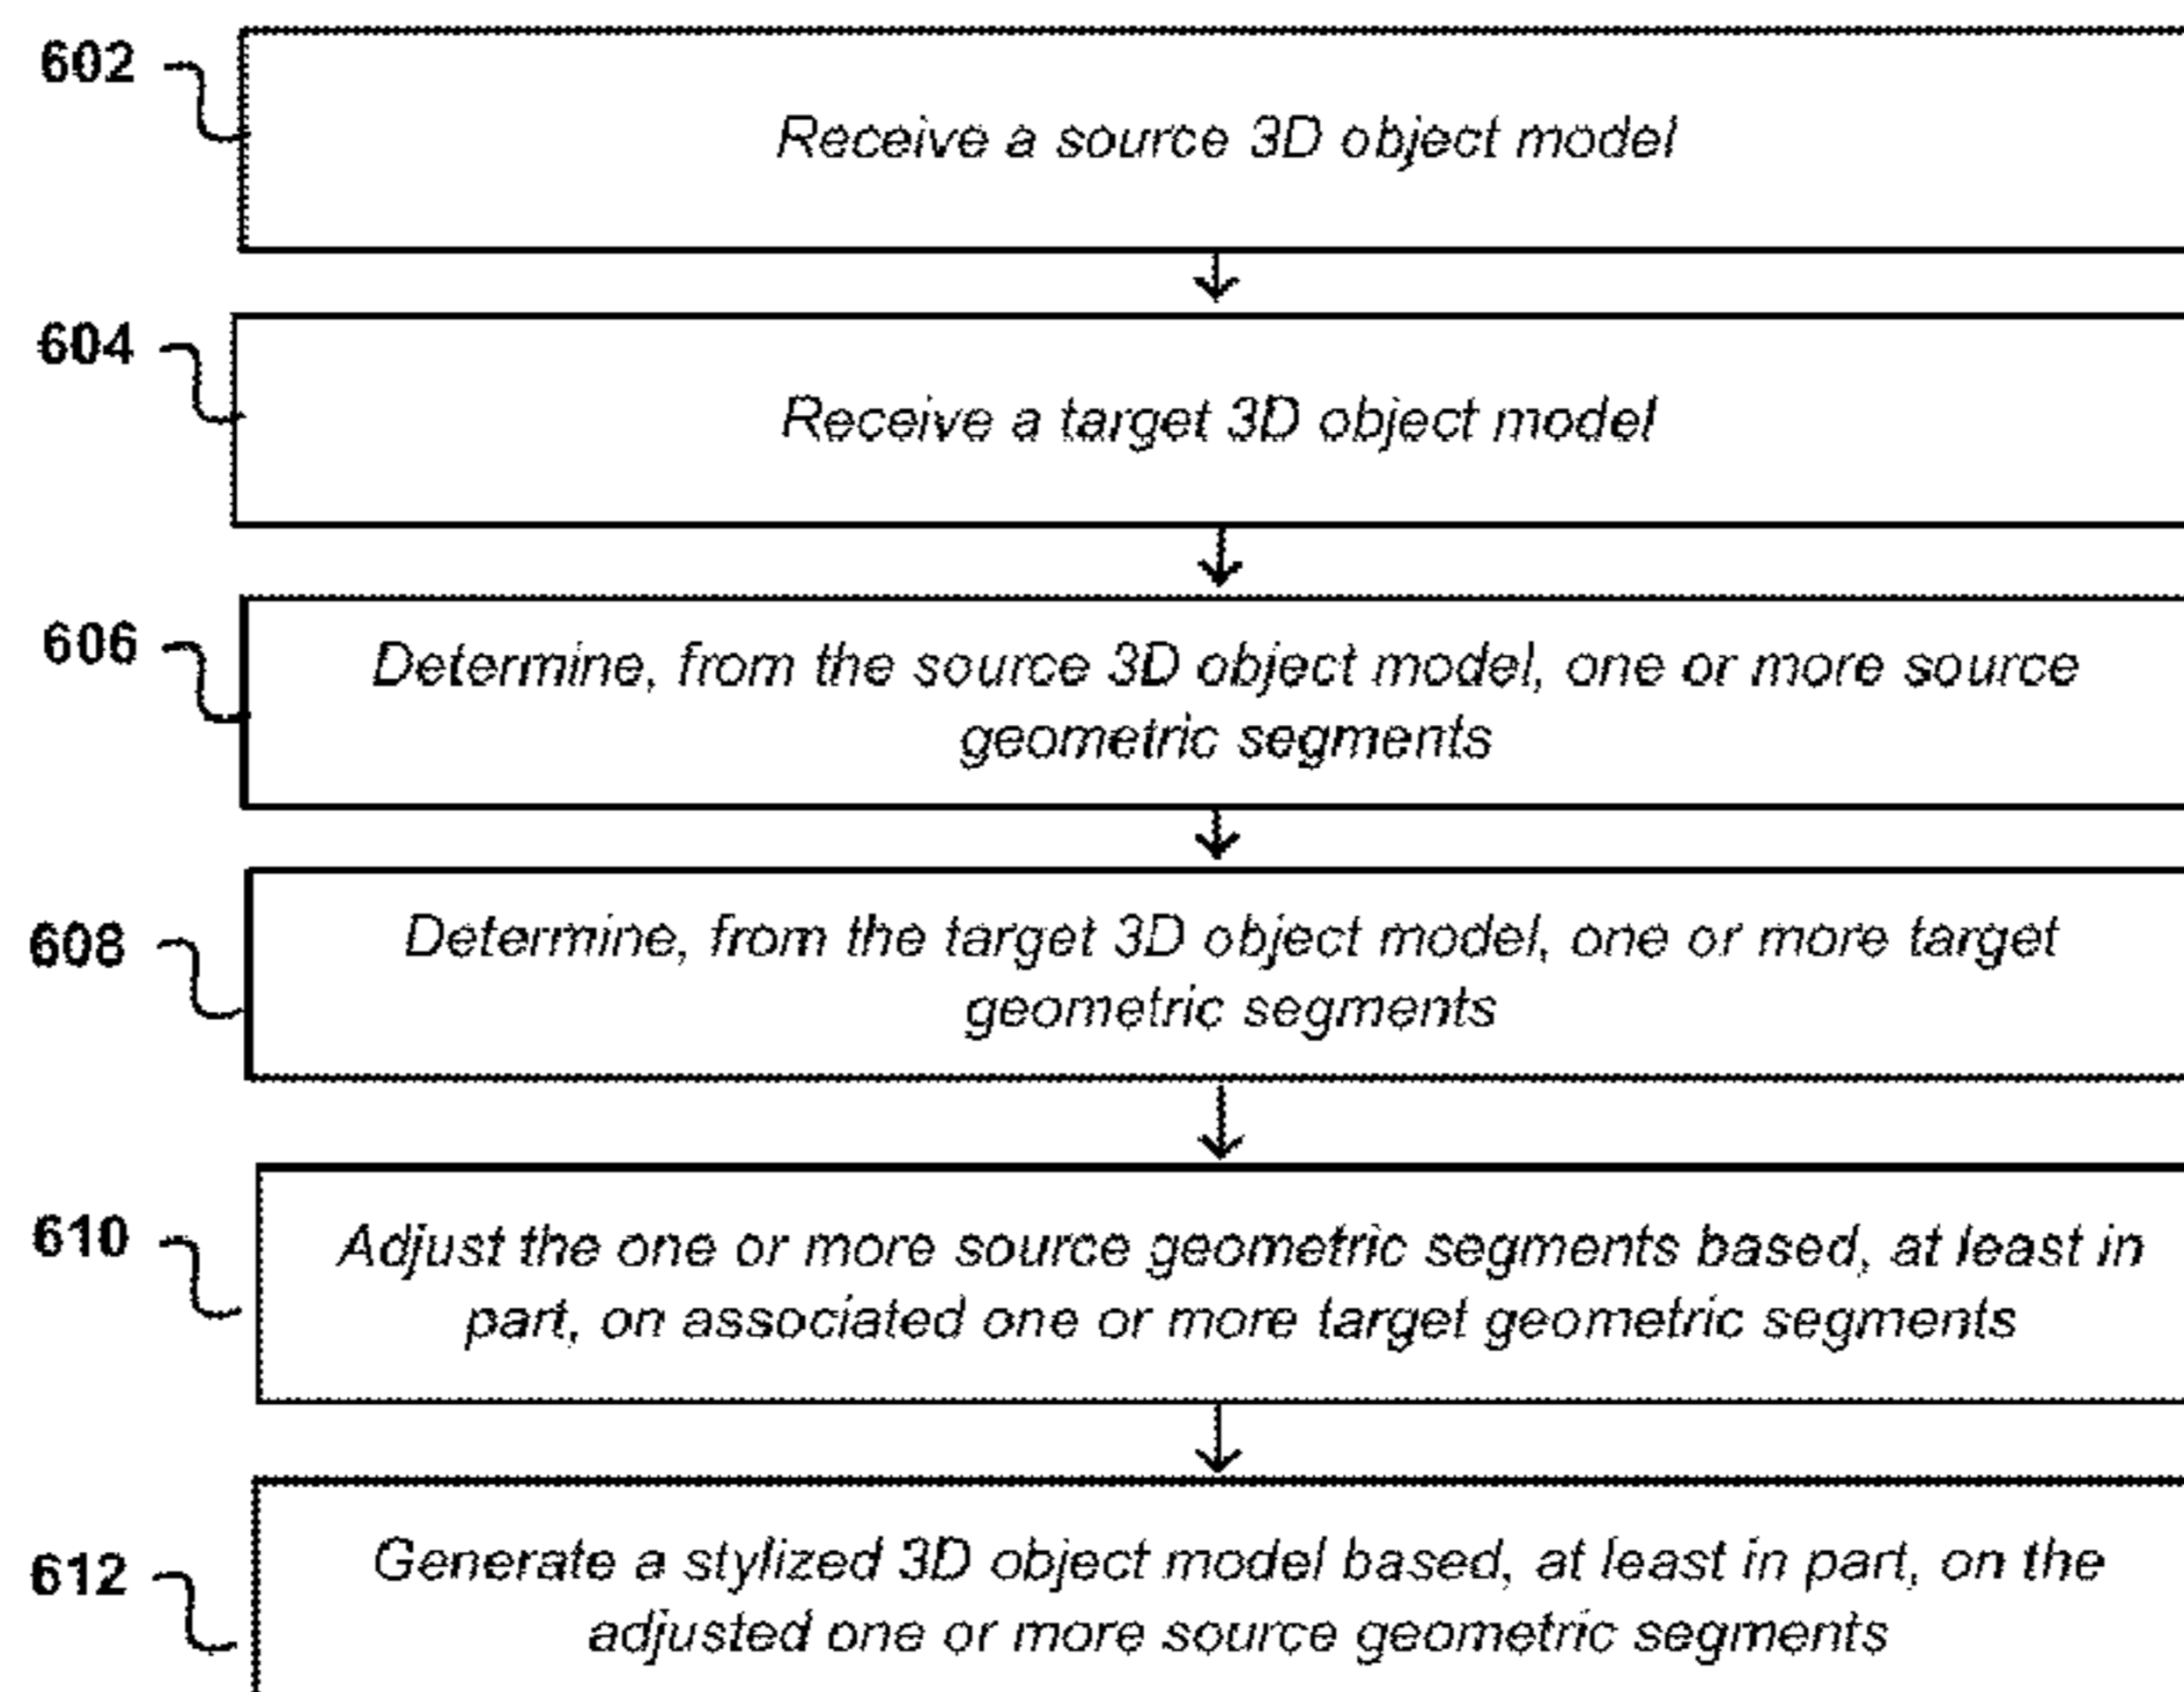 602
Receive a source 3D object model
604
Receive a target 3D object model
606
Determine, from the source 3D object model, one or more source
geometric segments
608
Determine, from the target 3D object model, one or more target
geometric segments
610
Adjust the one or more source geometric segments based, at least in
part, on associated one or more target geometric segments
612
Generate a stylized 3D object model based, at least in part, on the
adjusted one or more source geometric segments